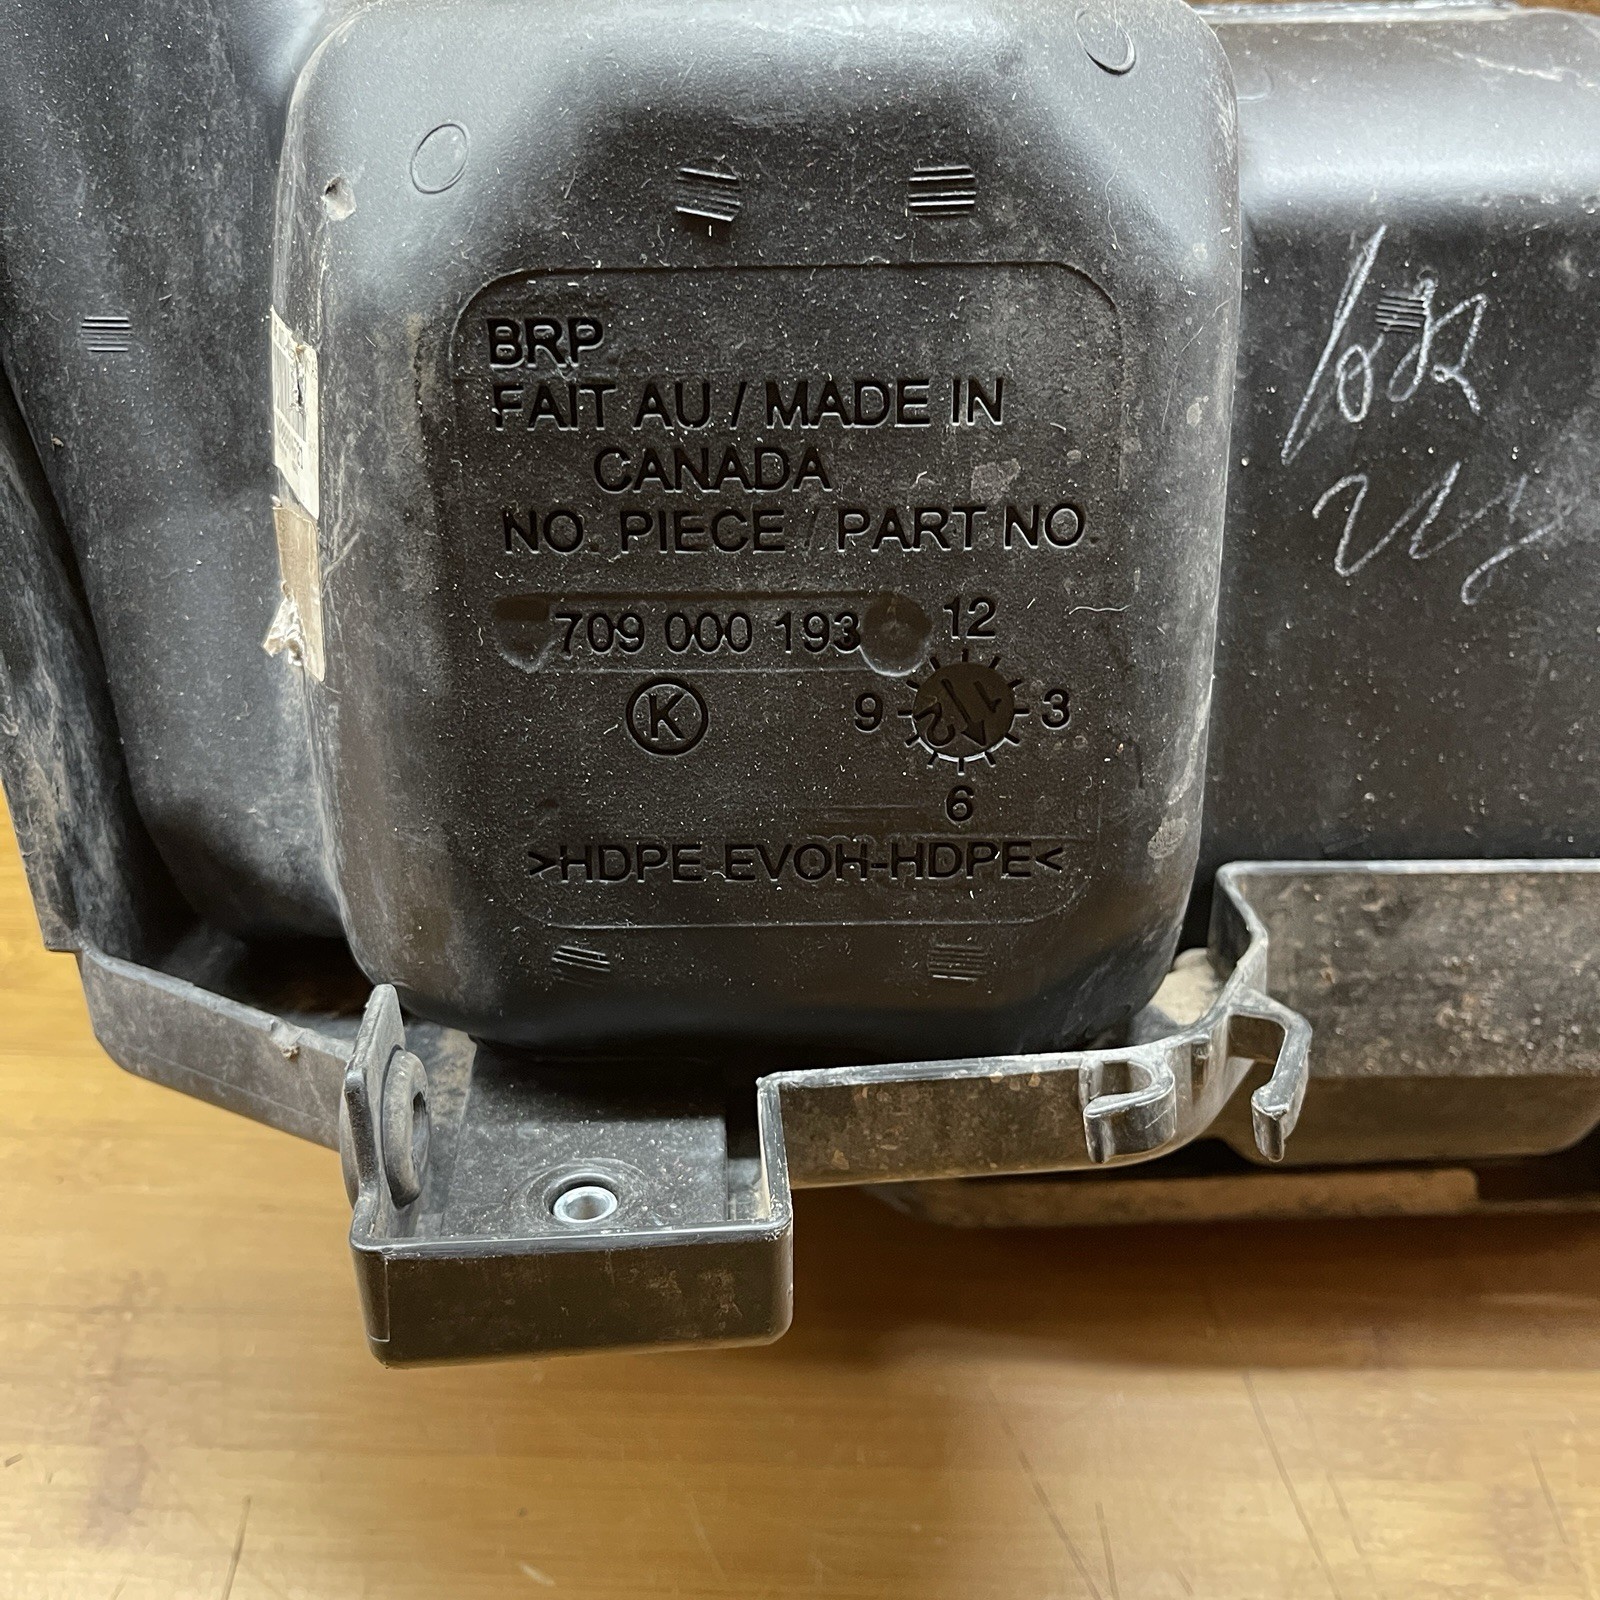 BRP
FAIT AU / MADE IN
CANADA
NO. PIECE / PART NO.
709 000 193
12
K
9
3
6
>HDPE-EVOH-HDPE<